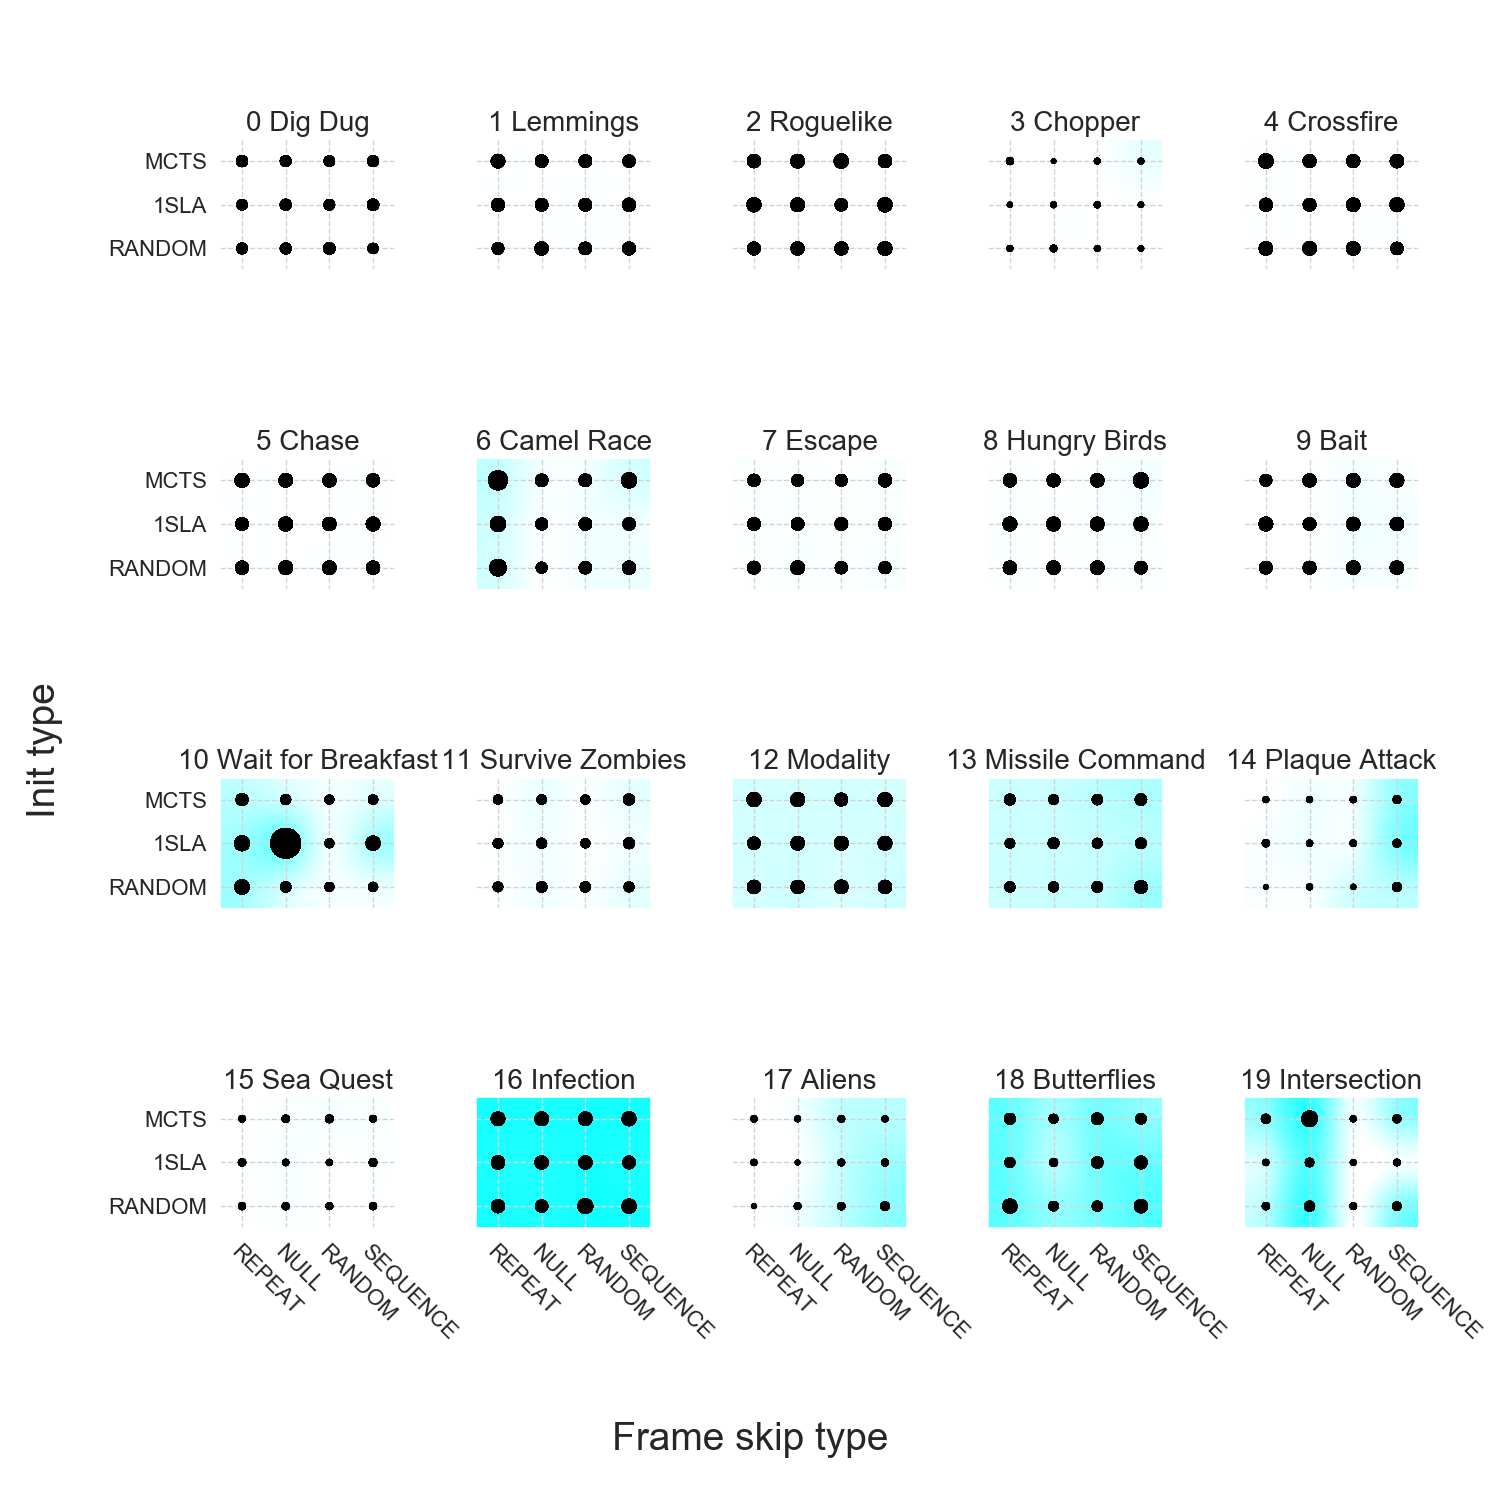 0 Dig Dug 1 Lemmings 2 Roguelike 3 Chopper 4 Crossfire
MCTS
1SLA
RANDOM
5 Chase 6 Camel Race 7 Escape 8 Hungry Birds 9 Bait
MCTS
1SLA
RANDOM
Init type
10 Wait for Breakfast 11 Survive Zombies 12 Modality 13 Missile Command 14 Plaque Attack
MCTS
1SLA
RANDOM
15 Sea Quest 16 Infection 17 Aliens 18 Butterflies 19 Intersection
MCTS
1SLA
RANDOM
REPEAT NULL RANDOM SEQUENCE REPEAT NULL RANDOM SEQUENCE REPEAT NULL RANDOM SEQUENCE REPEAT NULL RANDOM SEQUENCE REPEAT NULL RANDOM SEQUENCE
Frame skip type